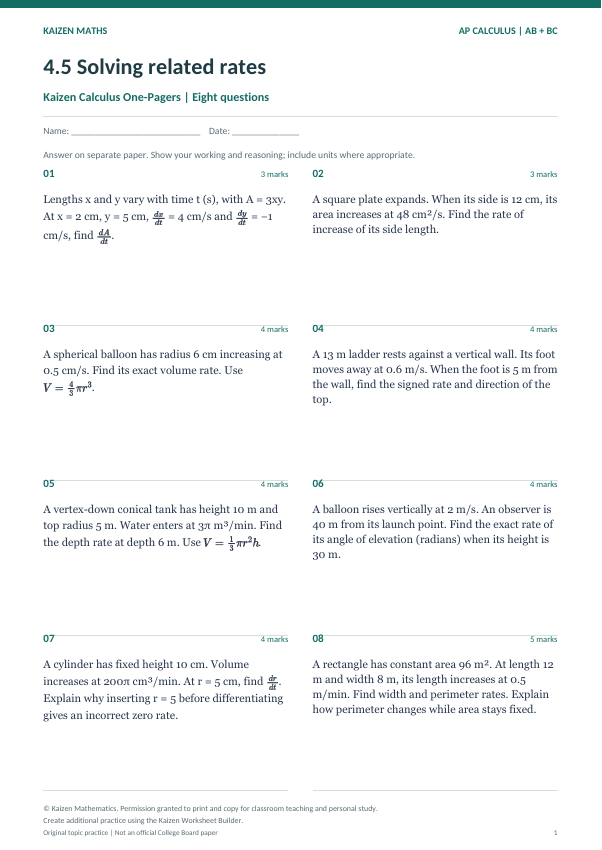 KAIZEN MATHS
AP CALCULUS | AB + BC
4.5 Solving related rates
Kaizen Calculus One-Pagers | Eight questions
Name: ____________________________ Date: ______________
Answer on separate paper. Show your working and reasoning; include units where appropriate.
01 3 marks
Lengths x and y vary with time t (s), with A = 3xy.
At x = 2 cm, y = 5 cm, dx/dt = 4 cm/s and dy/dt = −1
cm/s, find dA/dt.
02 3 marks
A square plate expands. When its side is 12 cm, its
area increases at 48 cm²/s. Find the rate of
increase of its side length.
03 4 marks
A spherical balloon has radius 6 cm increasing at
0.5 cm/s. Find its exact volume rate. Use
V = 4/3 πr³.
04 4 marks
A 13 m ladder rests against a vertical wall. Its foot
moves away at 0.6 m/s. When the foot is 5 m from
the wall, find the signed rate and direction of the
top.
05 4 marks
A vertex-down conical tank has height 10 m and
top radius 5 m. Water enters at 3π m³/min. Find
the depth rate at depth 6 m. Use V = 1/3 πr²h.
06 4 marks
A balloon rises vertically at 2 m/s. An observer is
40 m from its launch point. Find the exact rate of
its angle of elevation (radians) when its height is
30 m.
07 4 marks
A cylinder has fixed height 10 cm. Volume
increases at 200π cm³/min. At r = 5 cm, find dr/dt.
Explain why inserting r = 5 before differentiating
gives an incorrect zero rate.
08 5 marks
A rectangle has constant area 96 m². At length 12
m and width 8 m, its length increases at 0.5
m/min. Find width and perimeter rates. Explain
how perimeter changes while area stays fixed.
© Kaizen Mathematics. Permission granted to print and copy for classroom teaching and personal study.
Create additional practice using the Kaizen Worksheet Builder.
Original topic practice | Not an official College Board paper
1